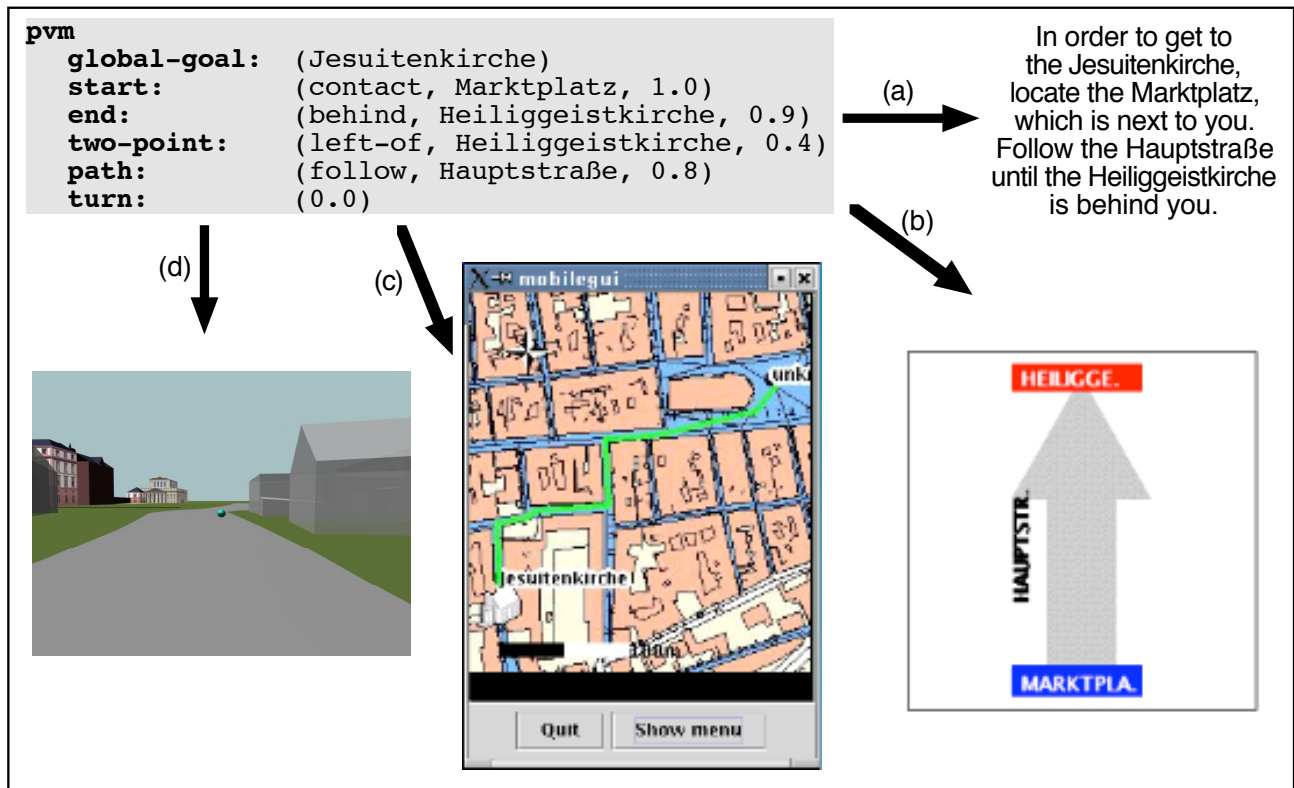 pvm
global-goal: (Jesuitenkirche)
start: (contact, Marktplatz, 1.0)
end: (behind, Heiliggeistkirche, 0.9)
two-point: (left-of, Heiliggeistkirche, 0.4)
path: (follow, Hauptstraße, 0.8)
turn: (0.0)
(a)
In order to get to
the Jesuitenkirche,
locate the Marktplatz,
which is next to you.
Follow the Hauptstraße
until the Heiliggeistkirche
is behind you.
(b)
(c)
(d)
mobilegui
unk
Jesuitenkirche
100m
Quit
Show menu
HEILIGGE.
HAUPTSTR.
MARKTPLA.